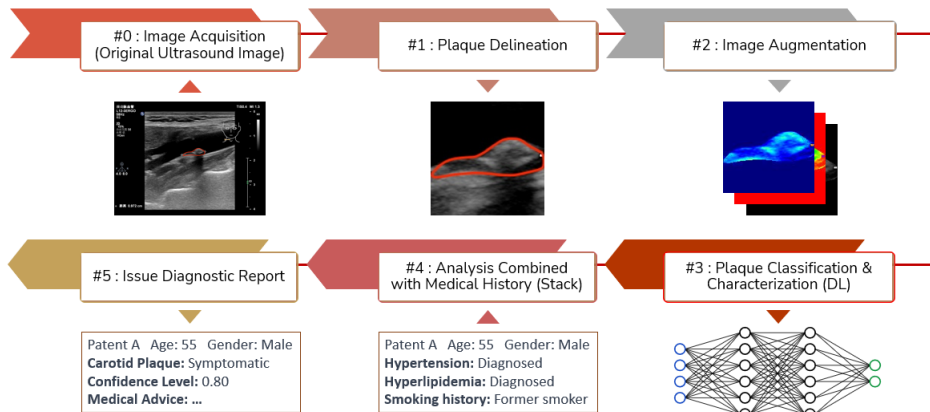 #0 : Image Acquisition
(Original Ultrasound Image)
#1 : Plaque Delineation
#2 : Image Augmentation
#5 : Issue Diagnostic Report
#4 : Analysis Combined
with Medical History (Stack)
#3 : Plaque Classification &
Characterization (DL)
Patent A Age: 55 Gender: Male
Carotid Plaque: Symptomatic
Confidence Level: 0.80
Medical Advice: ...
Patent A Age: 55 Gender: Male
Hypertension: Diagnosed
Hyperlipidemia: Diagnosed
Smoking history: Former smoker